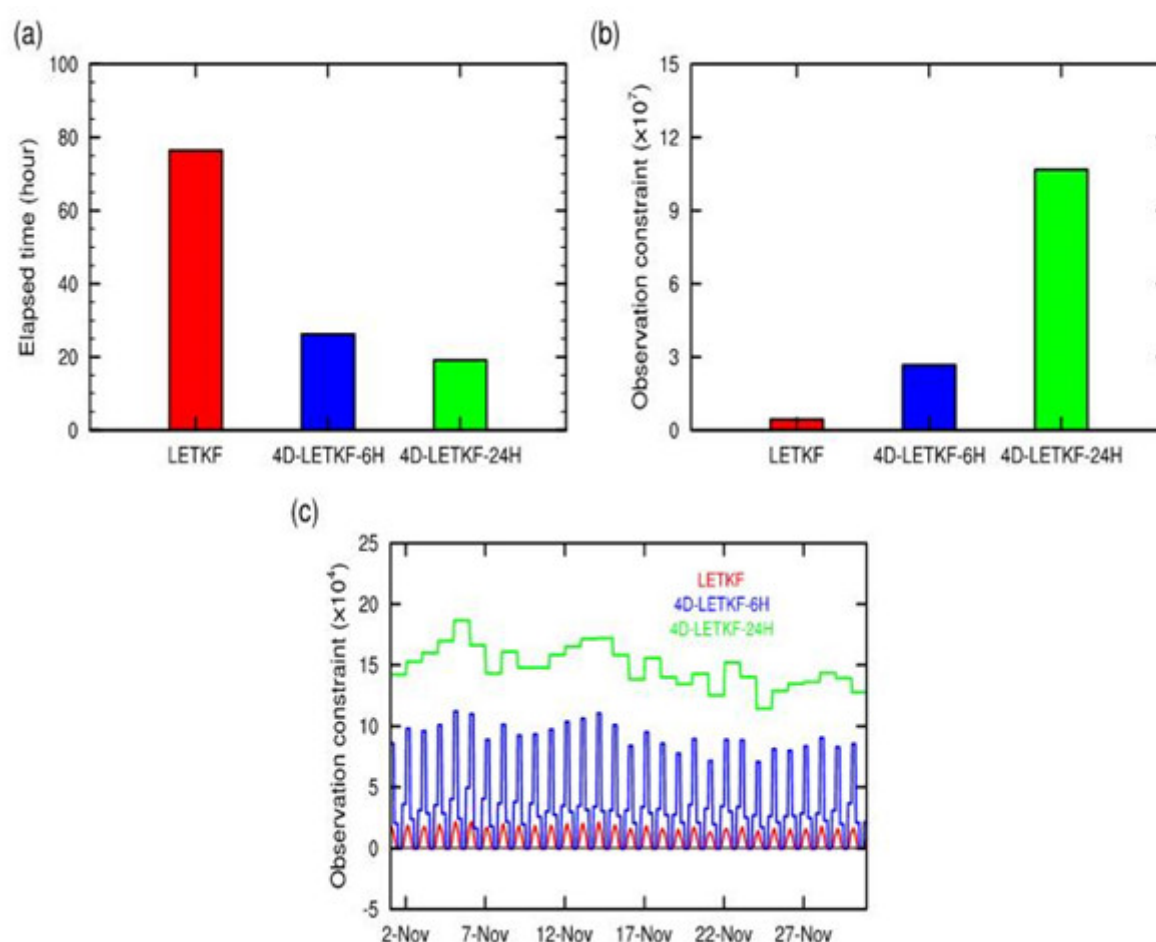 (a)
Elapsed time (hour)
100
80
60
40
20
0
LETKF 4D-LETKF-6H 4D-LETKF-24H
(b)
Observation constraint (×10⁷)
15
12
9
6
3
0
LETKF 4D-LETKF-6H 4D-LETKF-24H
(c)
Observation constraint (×10⁴)
25
20
15
10
5
0
-5
LETKF
4D-LETKF-6H
4D-LETKF-24H
2-Nov 7-Nov 12-Nov 17-Nov 22-Nov 27-Nov